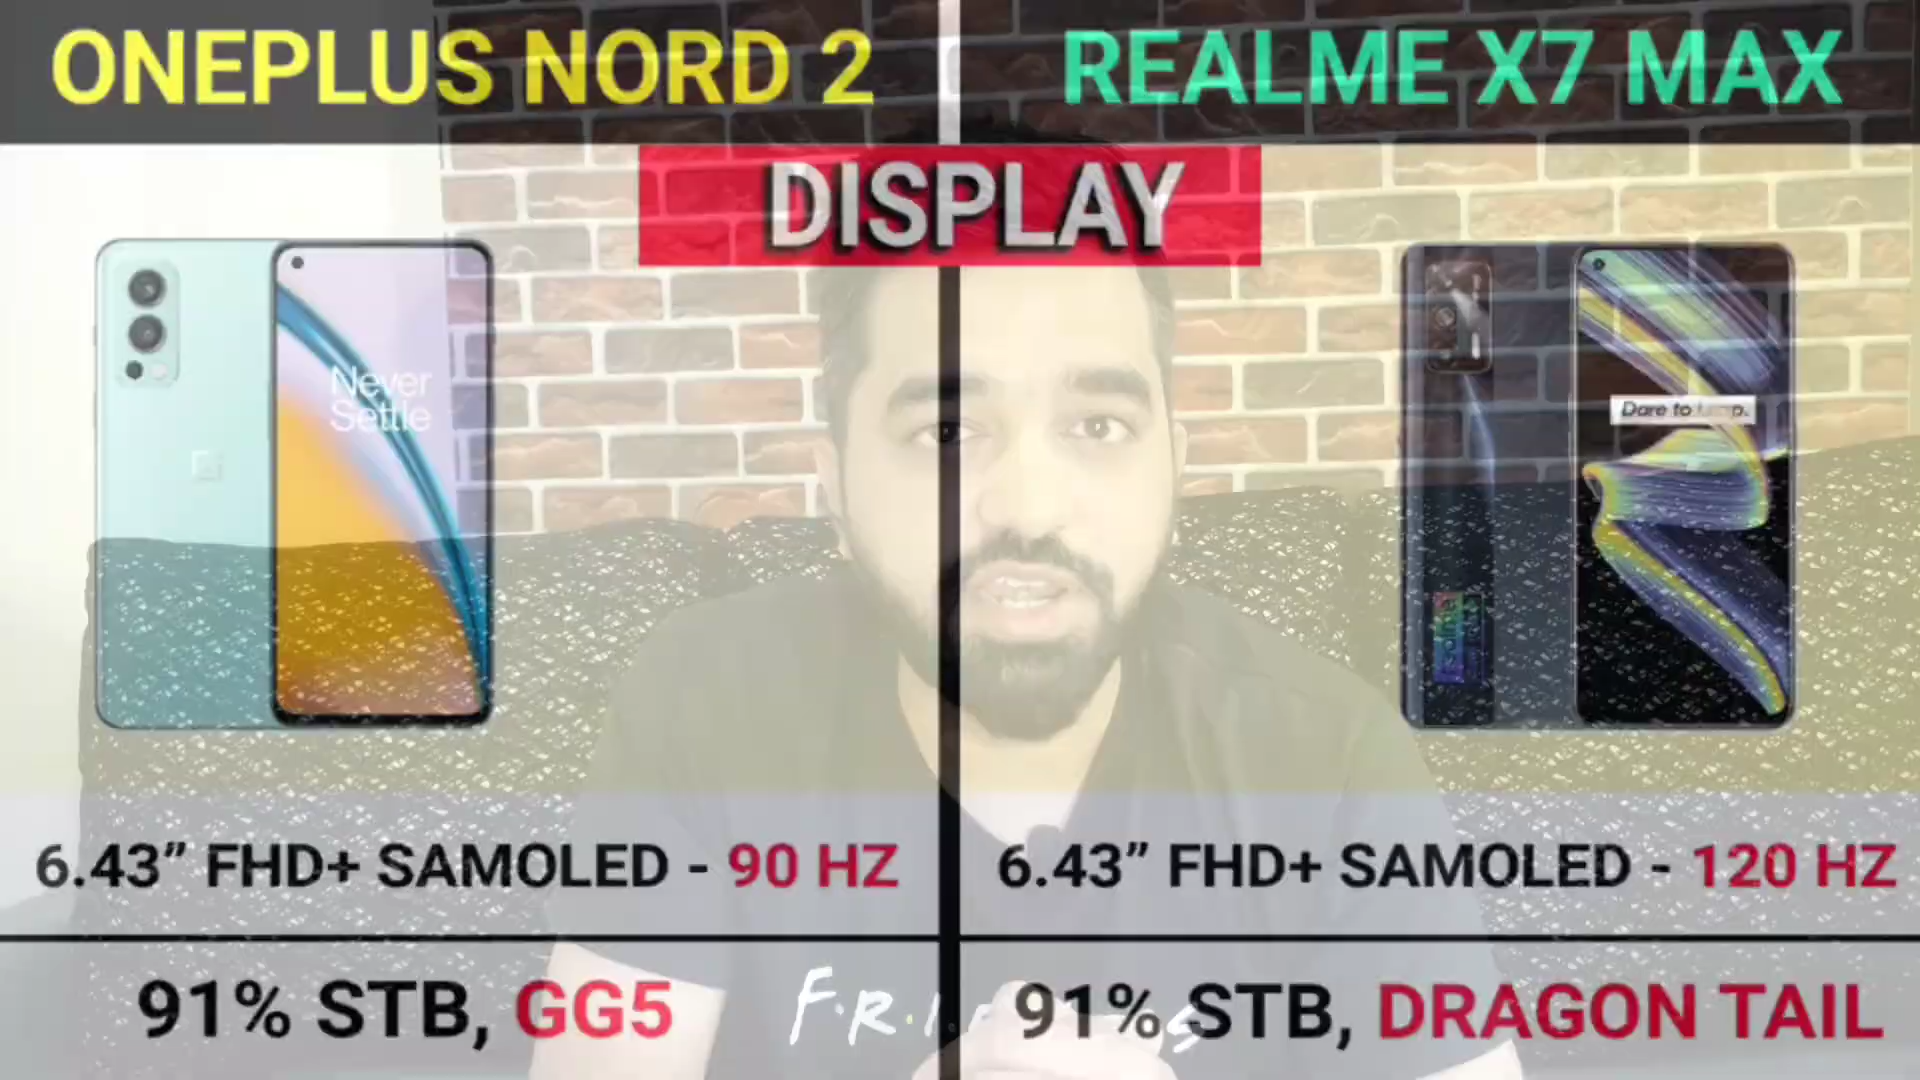 ONEPLUS NORD 2
REALME X7 MAX
DISPLAY
Never
Settle
Dare to
6.43” FHD+ SAMOLED - 90 HZ
6.43” FHD+ SAMOLED - 120 HZ
91% STB, GG5
91% STB, DRAGON TAIL